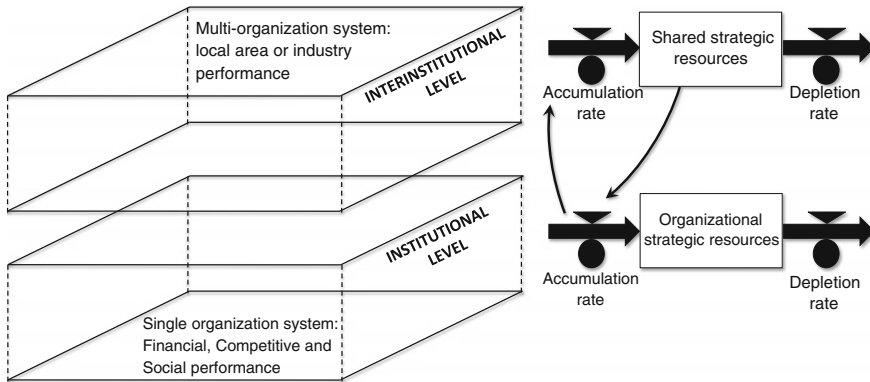 Multi-organization system:
local area or industry
performance
INTERINSTITUTIONAL
LEVEL
Shared strategic
resources
Accumulation
rate
Depletion
rate
INSTITUTIONAL
LEVEL
Organizational
strategic resources
Accumulation
rate
Depletion
rate
Single organization system:
Financial, Competitive and
Social performance